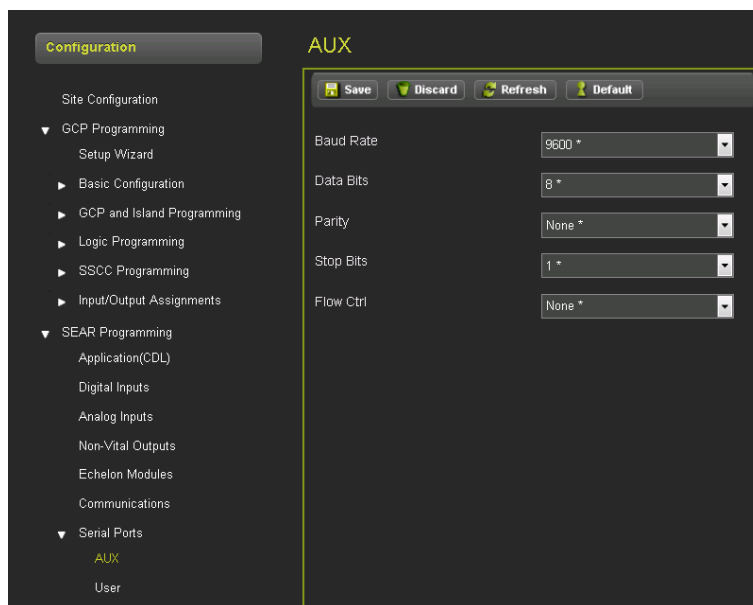 Configuration
Site Configuration
GCP Programming
Setup Wizard
Basic Configuration
GCP and Island Programming
Logic Programming
SSCC Programming
Input/Output Assignments
SEAR Programming
Application(CDL)
Digital Inputs
Analog Inputs
Non-Vital Outputs
Echelon Modules
Communications
Serial Ports
AUX
User
AUX
Save Discard Refresh Default
Baud Rate 9600 *
Data Bits 8 *
Parity None *
Stop Bits 1 *
Flow Ctrl None *